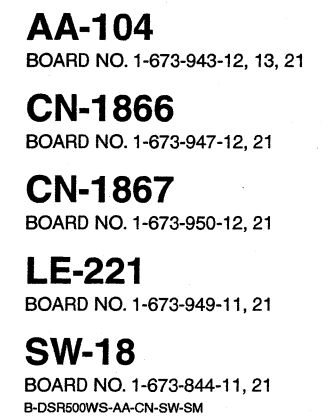 AA-104
BOARD NO. 1-673-943-12, 13, 21
CN-1866
BOARD NO. 1-673-947-12, 21
CN-1867
BOARD NO. 1-673-950-12, 21
LE-221
BOARD NO. 1-673-949-11, 21
SW-18
BOARD NO. 1-673-844-11, 21
B-DSR500WS-AA-CN-SW-SM